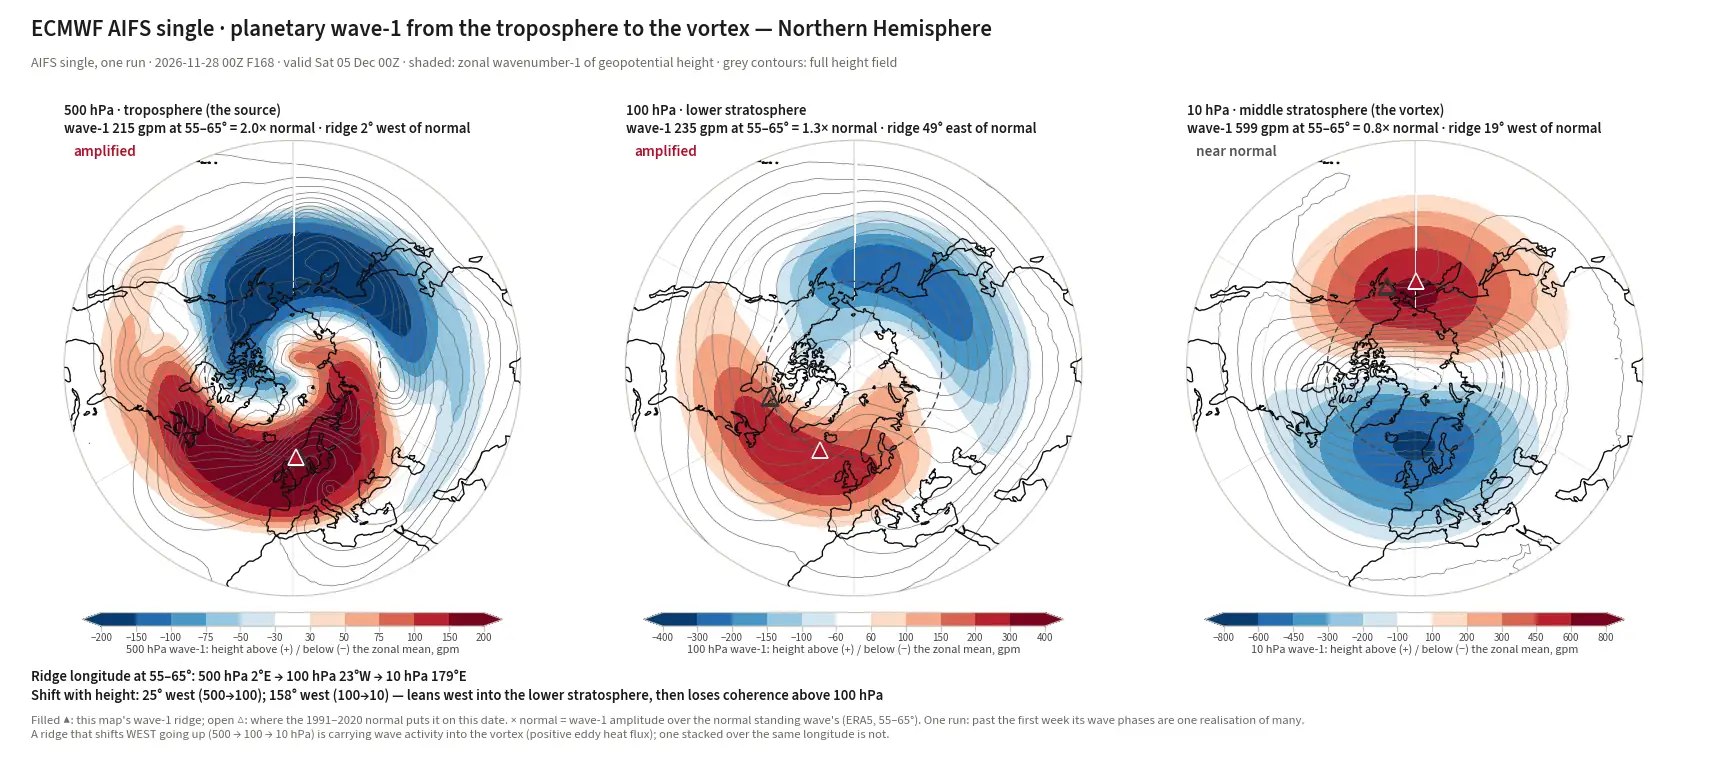 ECMWF AIFS single · planetary wave-1 from the troposphere to the vortex — Northern Hemisphere
AIFS single, one run · 2026-11-28 00Z F168 · valid Sat 05 Dec 00Z · shaded: zonal wavenumber-1 of geopotential height · grey contours: full height field
500 hPa · troposphere (the source)
wave-1 215 gpm at 55–65° = 2.0× normal · ridge 2° west of normal
amplified
100 hPa · lower stratosphere
wave-1 235 gpm at 55–65° = 1.3× normal · ridge 49° east of normal
amplified
10 hPa · middle stratosphere (the vortex)
wave-1 599 gpm at 55–65° = 0.8× normal · ridge 19° west of normal
near normal
−200 −150 −100 −75 −50 −30 30 50 75 100 150 200
500 hPa wave-1: height above (+) / below (−) the zonal mean, gpm
−400 −300 −200 −150 −100 −60 60 100 150 200 300 400
100 hPa wave-1: height above (+) / below (−) the zonal mean, gpm
−800 −600 −450 −300 −200 −100 100 200 300 450 600 800
10 hPa wave-1: height above (+) / below (−) the zonal mean, gpm
Ridge longitude at 55–65°: 500 hPa 2°E → 100 hPa 23°W → 10 hPa 179°E
Shift with height: 25° west (500→100); 158° west (100→10) — leans west into the lower stratosphere, then loses coherence above 100 hPa
Filled ▲: this map's wave-1 ridge; open △: where the 1991–2020 normal puts it on this date. × normal = wave-1 amplitude over the normal standing wave's (ERA5, 55–65°). One run: past the first week its wave phases are one realisation of many.
A ridge that shifts WEST going up (500 → 100 → 10 hPa) is carrying wave activity into the vortex (positive eddy heat flux); one stacked over the same longitude is not.